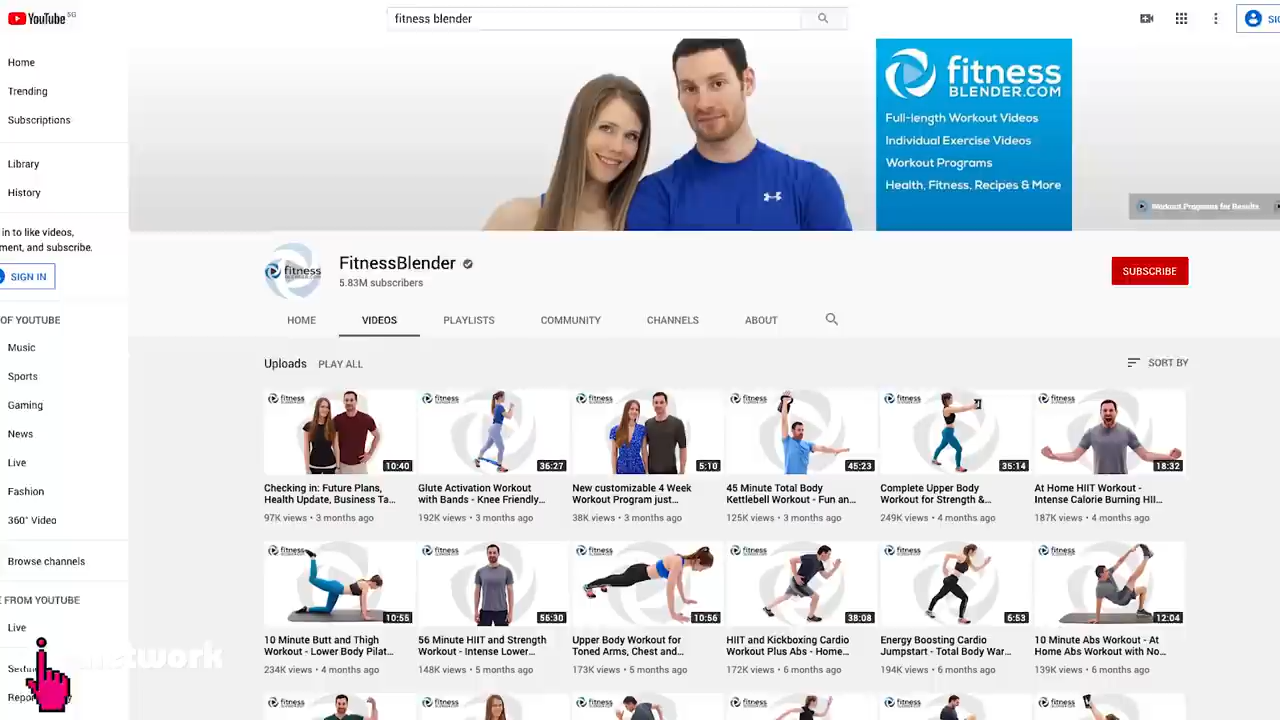 YouTube SG
fitness blender
Home
Trending
Subscriptions
Library
History
in to like videos,
ment, and subscribe.
SIGN IN
OF YOUTUBE
Music
Sports
Gaming
News
Live
Fashion
360° Video
Browse channels
FROM YOUTUBE
Live
network
fitness
BLENDER.COM
Full-length Workout Videos
Individual Exercise Videos
Workout Programs
Health, Fitness, Recipes & More
Workout Programs for Results
fitness
BLENDER.COM
FitnessBlender
5.83M subscribers
SUBSCRIBE
HOME VIDEOS PLAYLISTS COMMUNITY CHANNELS ABOUT
Uploads PLAY ALL
SORT BY
10:40
Checking in: Future Plans,
Health Update, Business Ta...
97K views • 3 months ago
36:27
Glute Activation Workout
with Bands - Knee Friendly...
192K views • 3 months ago
5:10
New customizable 4 Week
Workout Program just...
38K views • 3 months ago
45:23
45 Minute Total Body
Kettlebell Workout - Fun an...
125K views • 3 months ago
35:14
Complete Upper Body
Workout for Strength &...
249K views • 4 months ago
18:32
At Home HIIT Workout -
Intense Calorie Burning HII...
187K views • 4 months ago
10:55
10 Minute Butt and Thigh
Workout - Lower Body Pilat...
234K views • 4 months ago
56:30
56 Minute HIIT and Strength
Workout - Intense Lower...
148K views • 5 months ago
10:56
Upper Body Workout for
Toned Arms, Chest and...
173K views • 5 months ago
38:08
HIIT and Kickboxing Cardio
Workout Plus Abs - Home...
172K views • 6 months ago
6:53
Energy Boosting Cardio
Jumpstart - Total Body War...
194K views • 6 months ago
12:04
10 Minute Abs Workout - At
Home Abs Workout with No...
139K views • 6 months ago